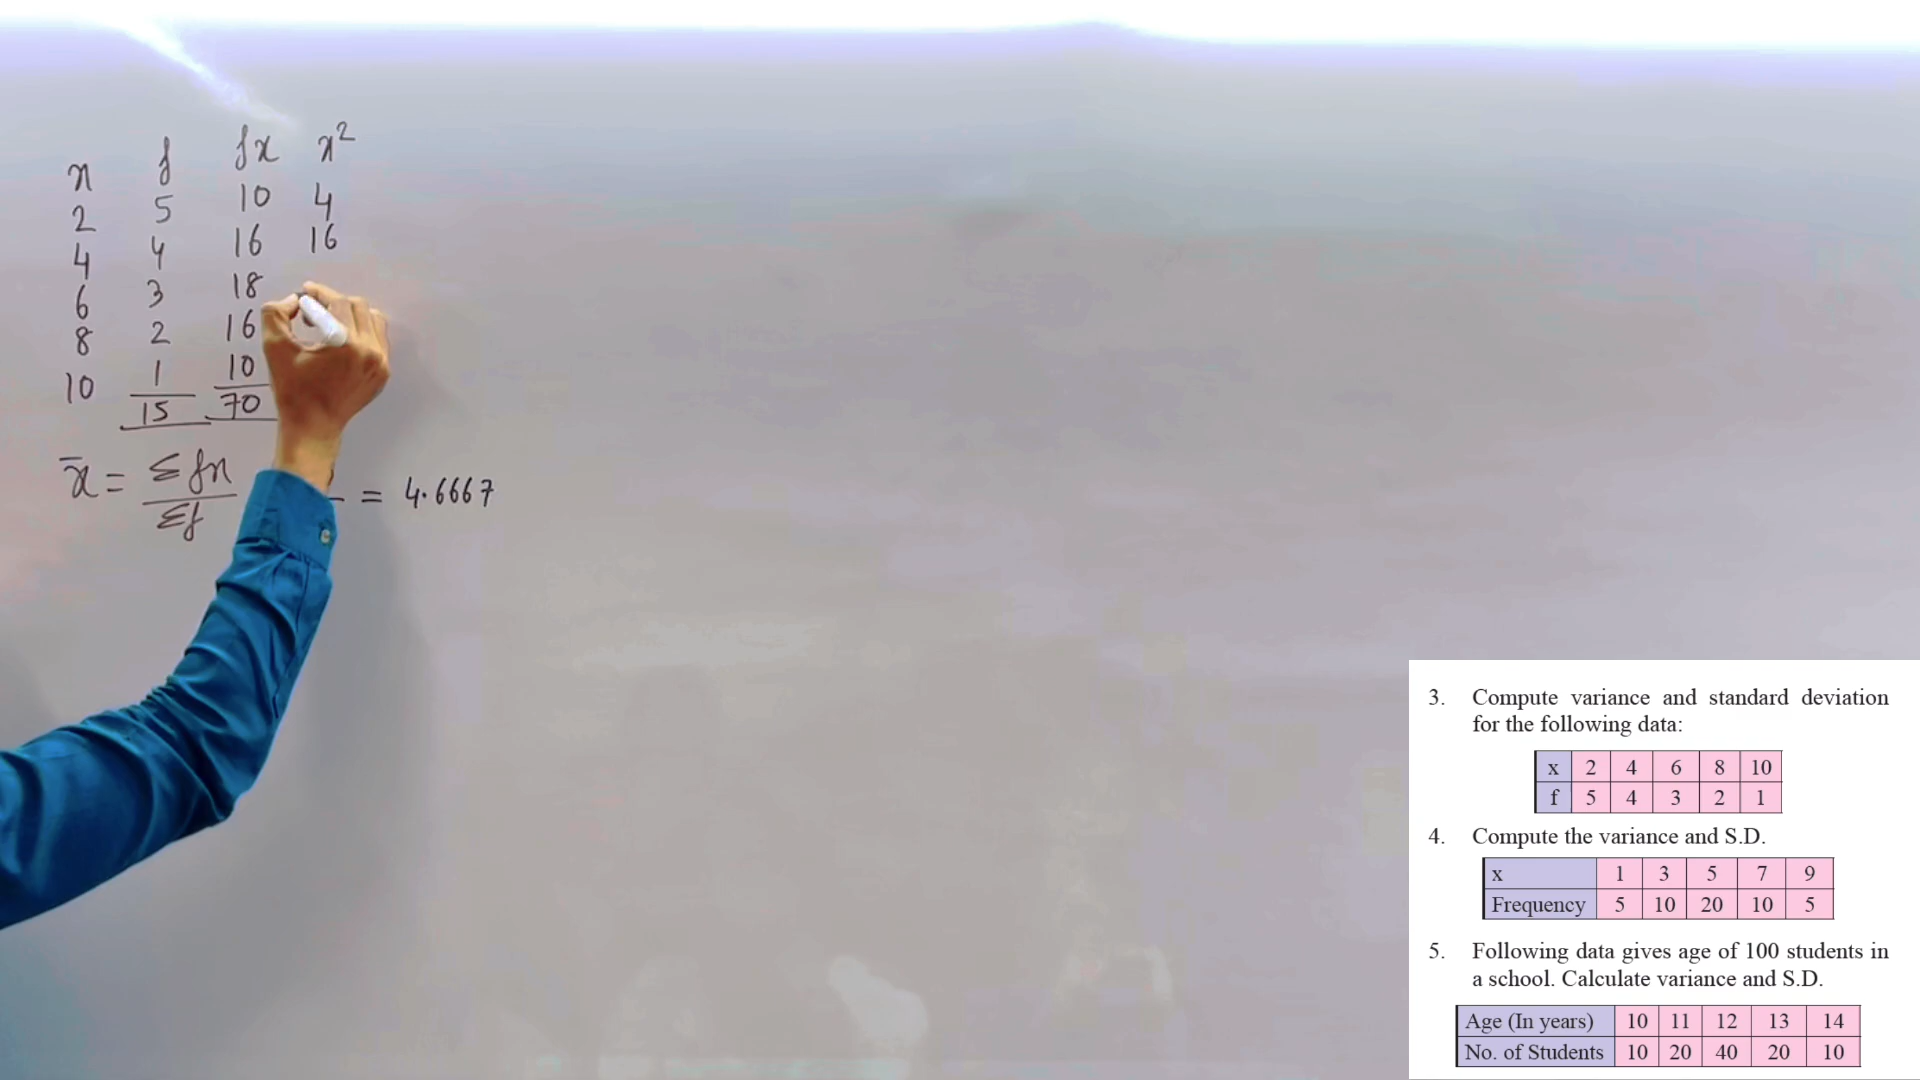 x f fx x²
2 5 10 4
4 4 16 16
6 3 18
8 2 16
10 1 10
15 70
x̄ = Σfx / Σf = 4.6667
3. Compute variance and standard deviation
for the following data:
x 2 4 6 8 10
f 5 4 3 2 1
4. Compute the variance and S.D.
x 1 3 5 7 9
Frequency 5 10 20 10 5
5. Following data gives age of 100 students in
a school. Calculate variance and S.D.
Age (In years) 10 11 12 13 14
No. of Students 10 20 40 20 10